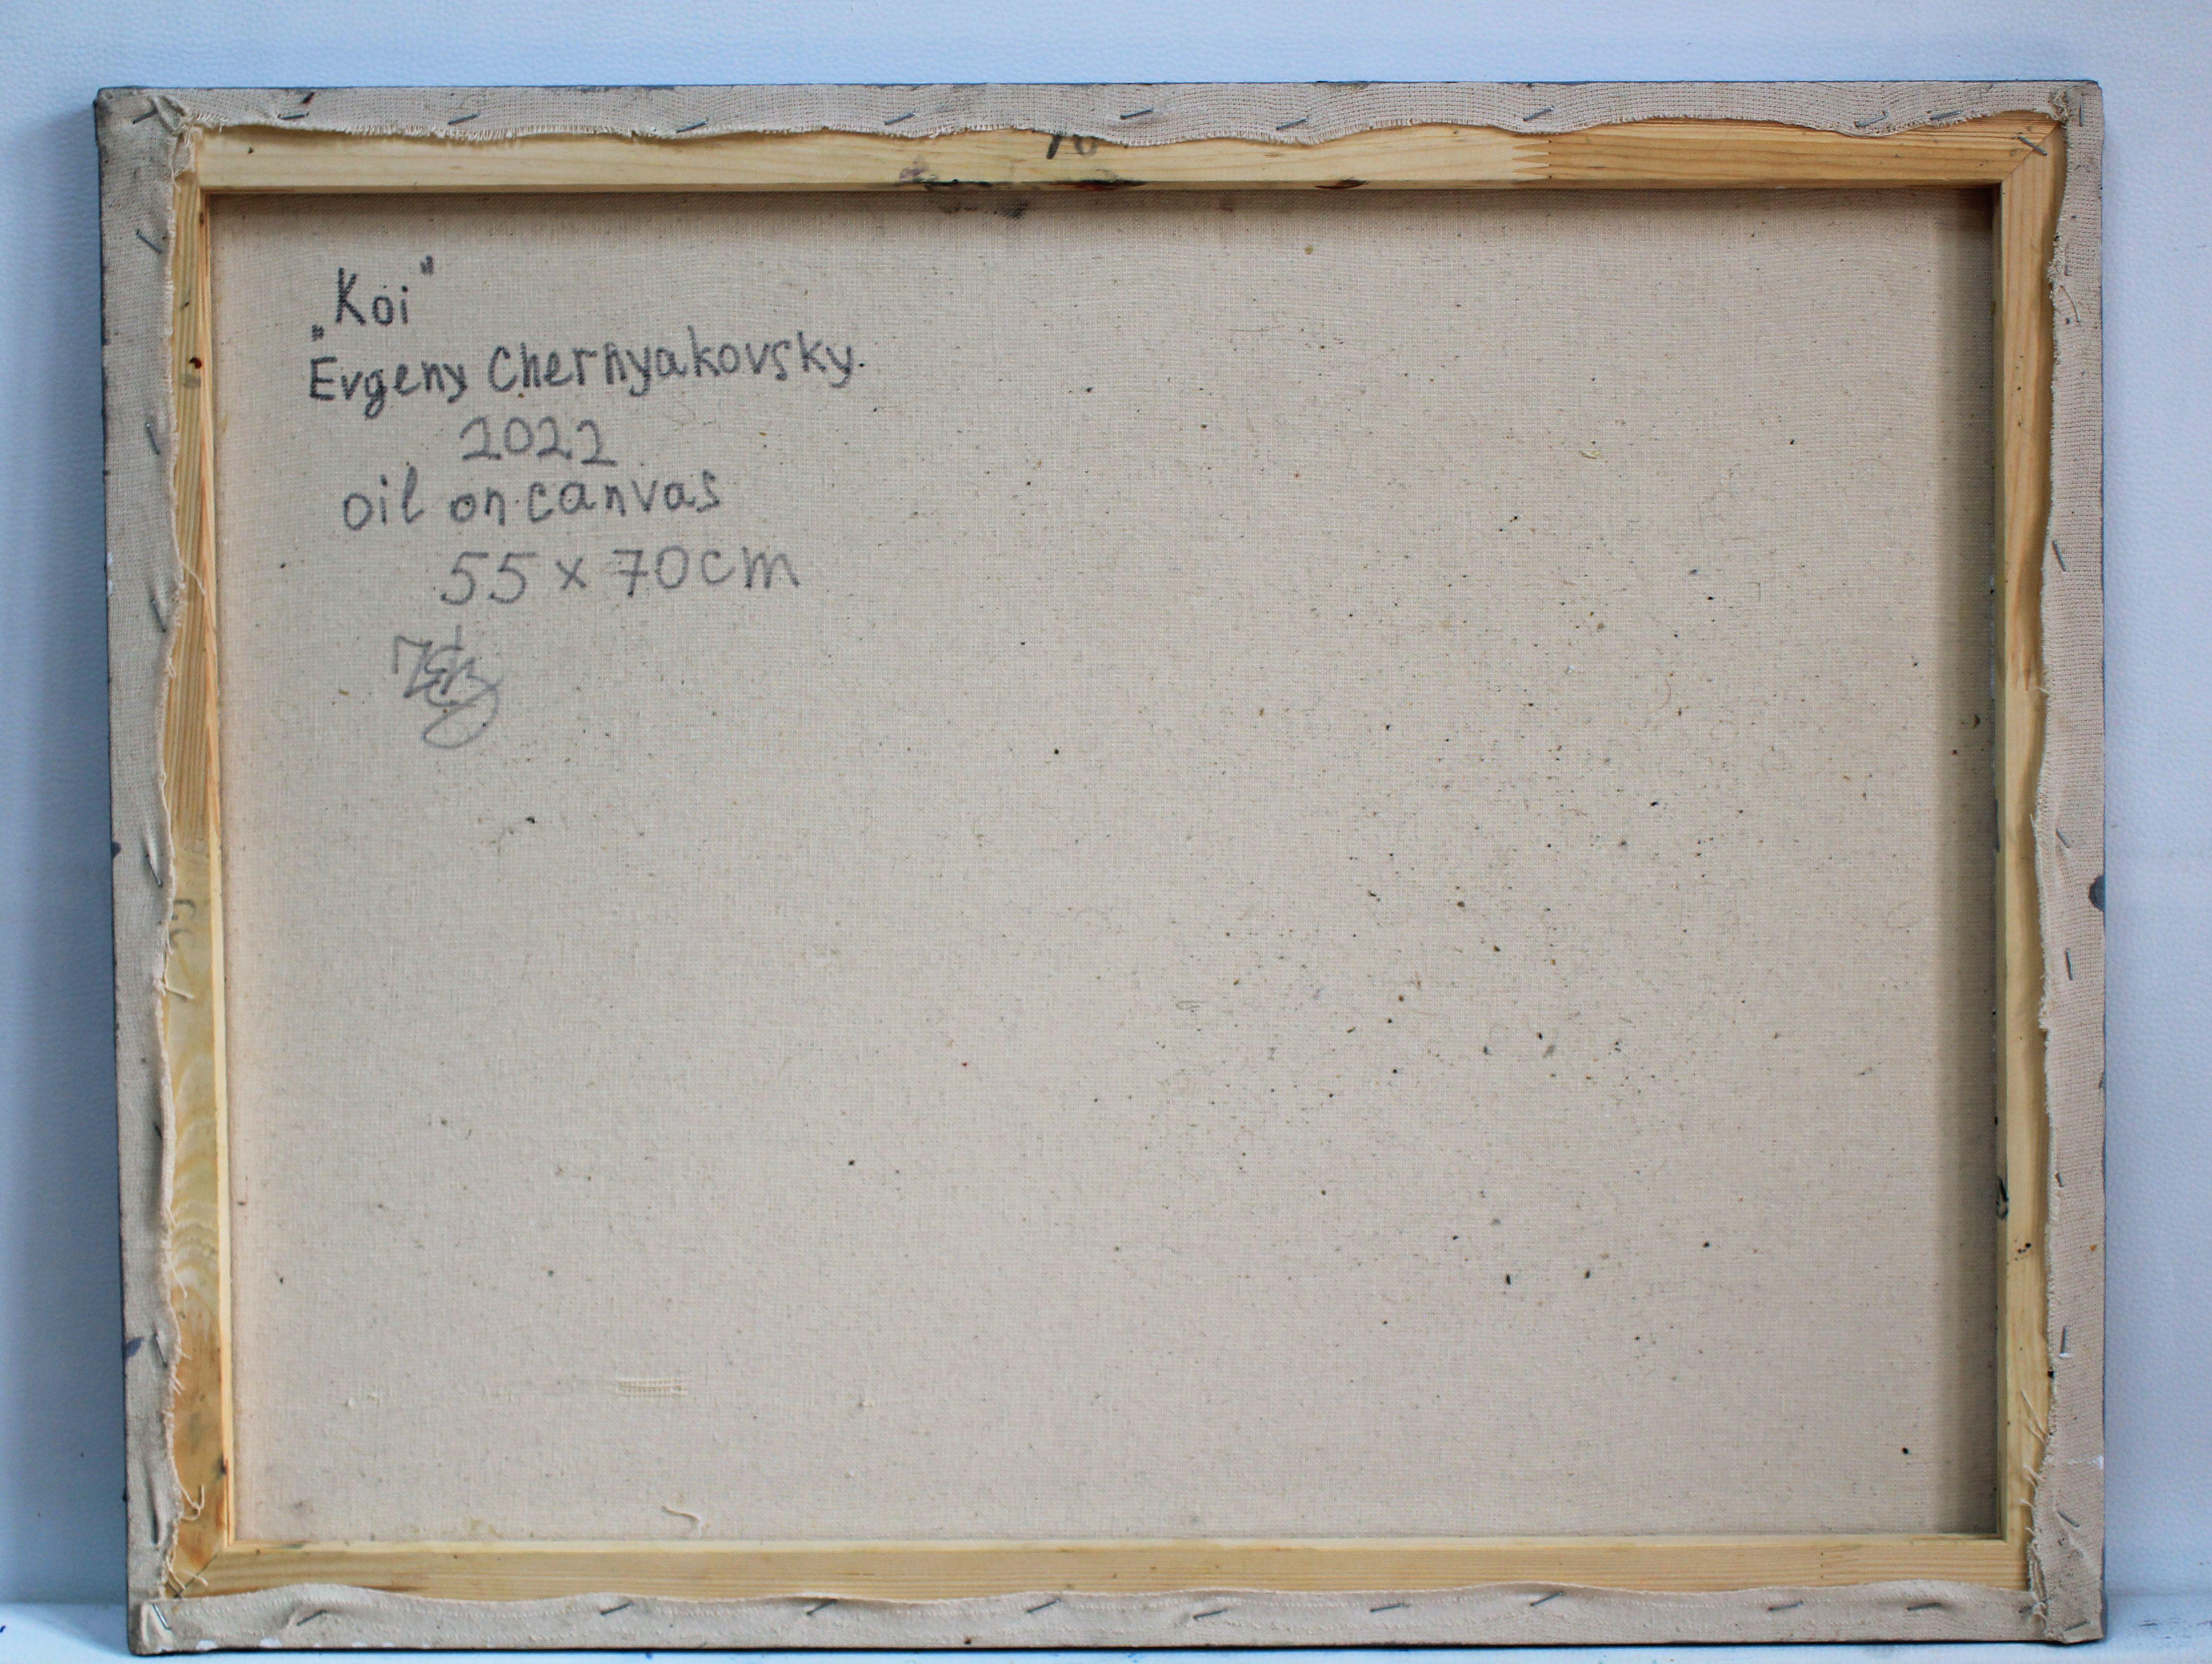 „Koi"
Evgeny Chernyakovsky.
2022
oil on canvas
55 x 70cm